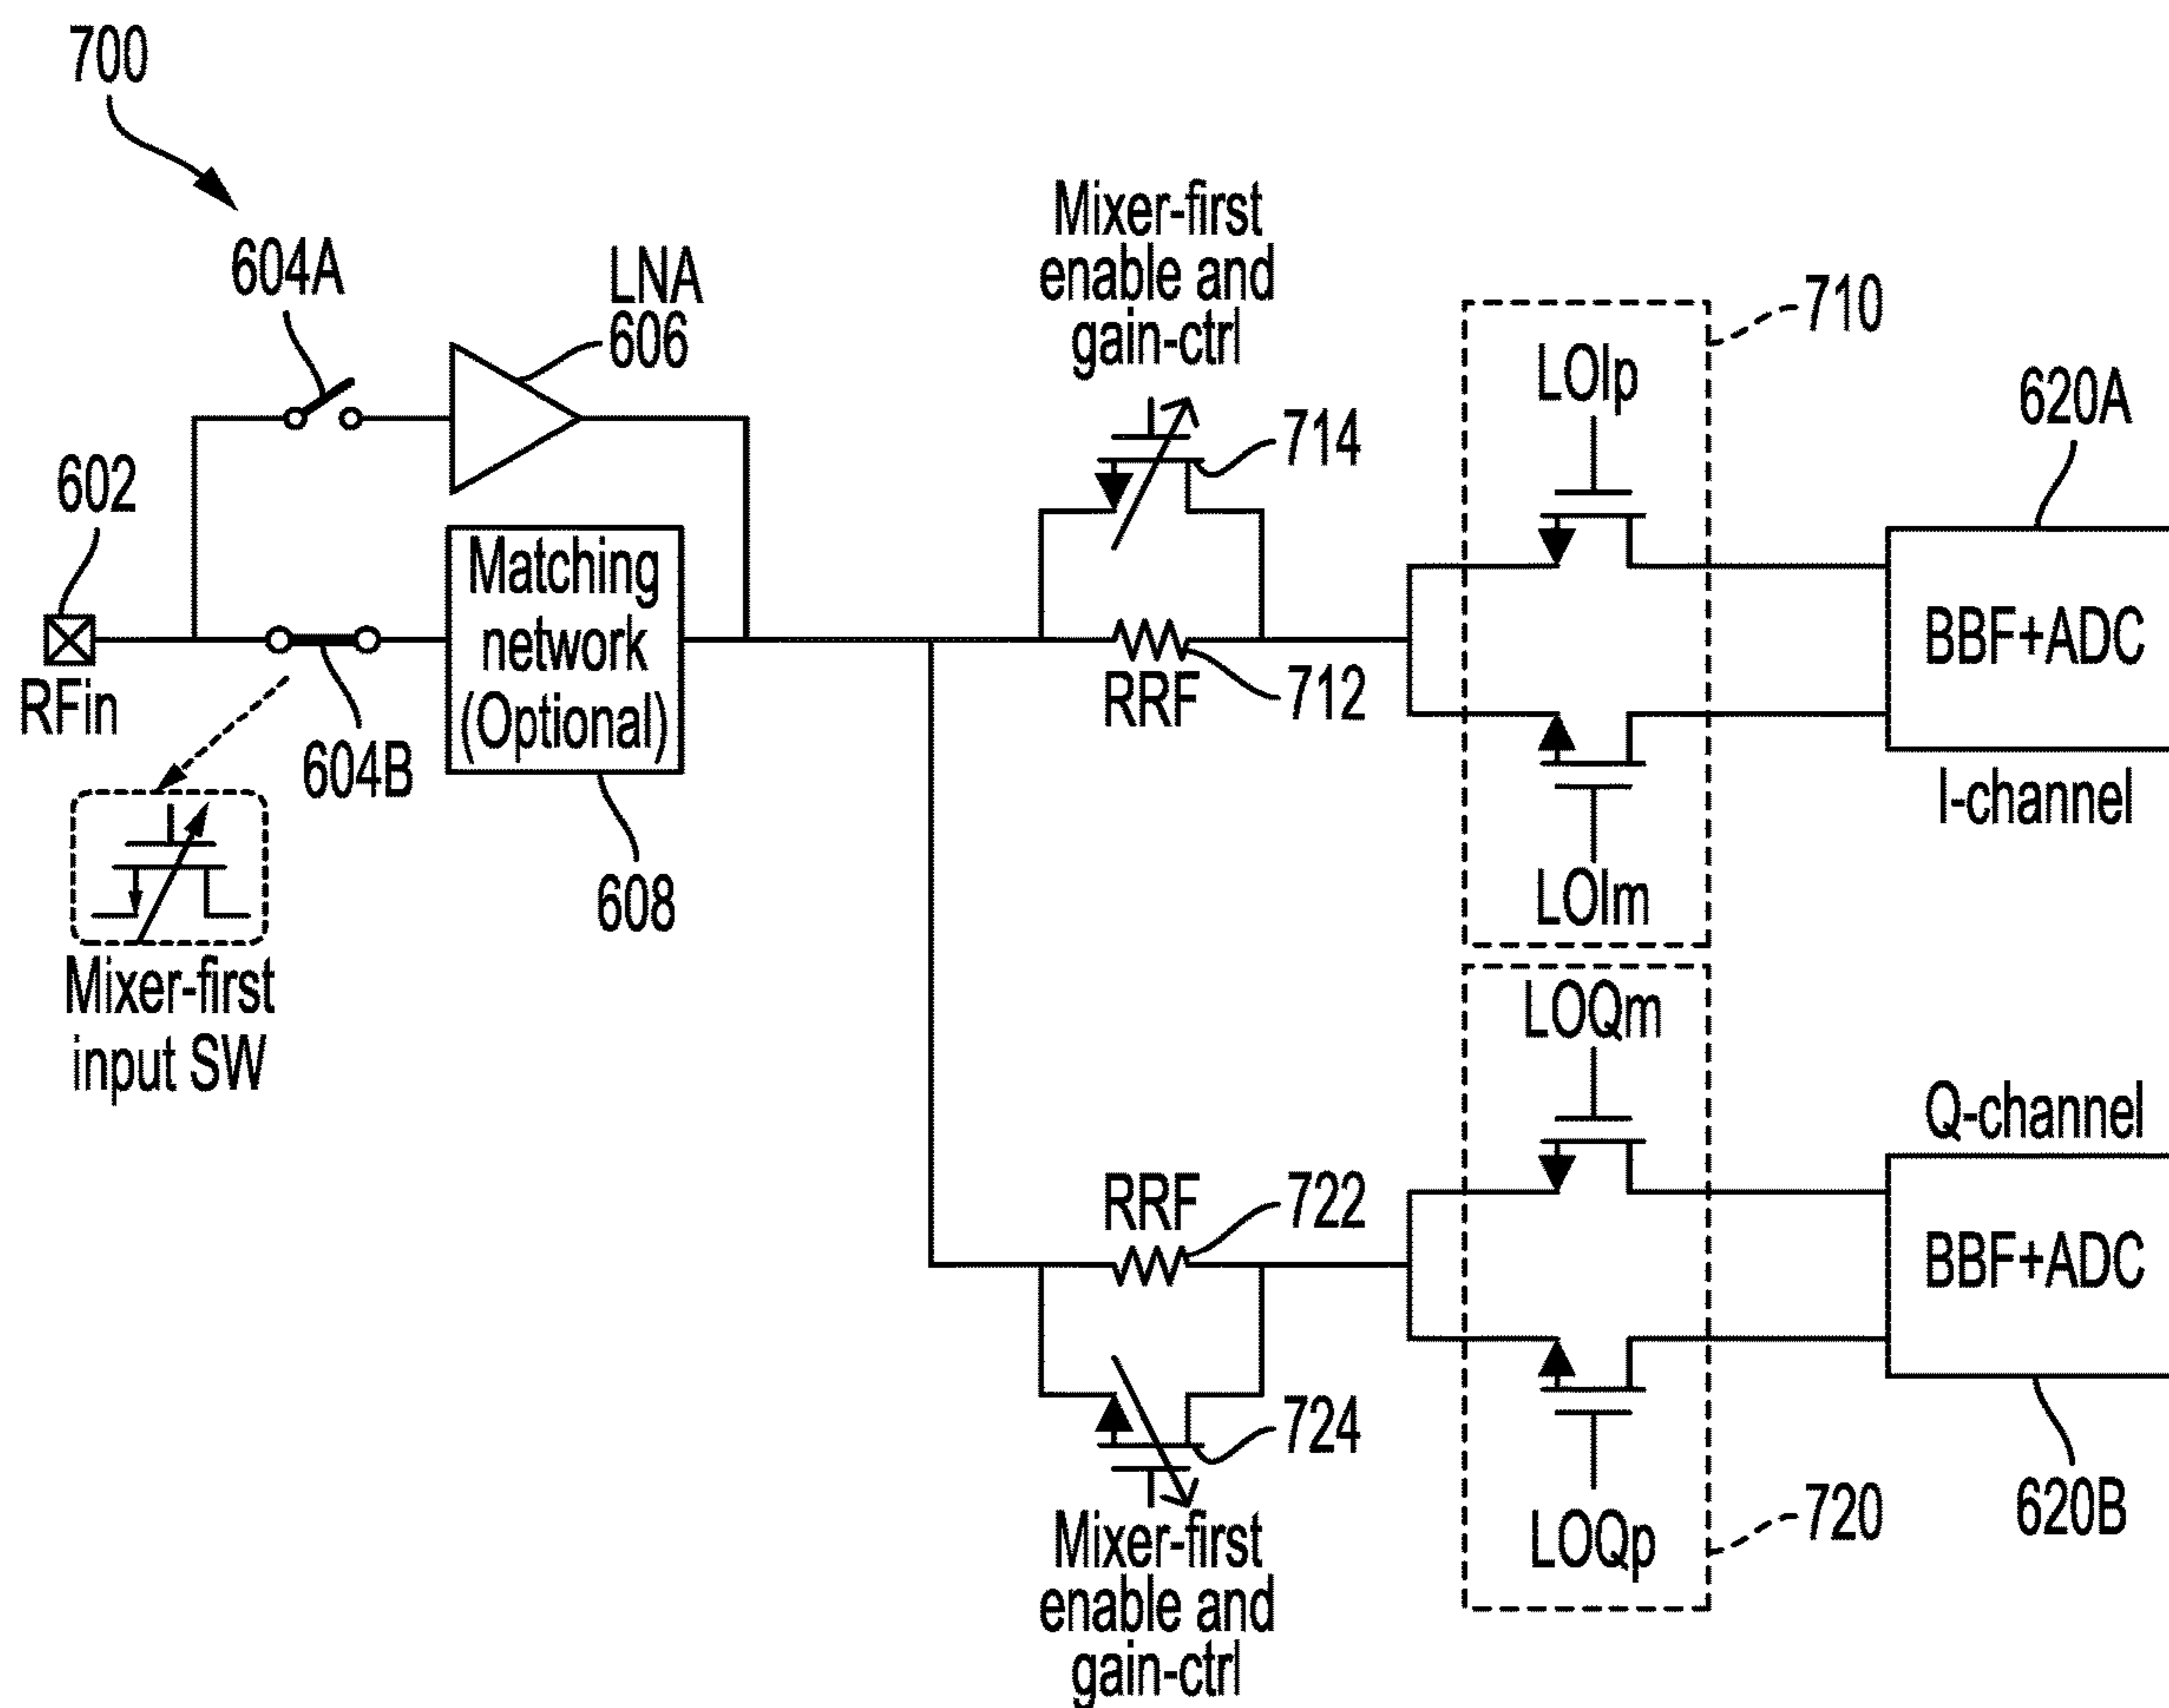 700
604A
LNA
606
602
RFin
604B
Matching
network
(Optional)
608
Mixer-first
input SW
Mixer-first
enable and
gain-ctrl
714
RRF
712
LOIp
710
LOIm
620A
BBF+ADC
I-channel
RRF
722
724
Mixer-first
enable and
gain-ctrl
LOQm
LOQp
720
Q-channel
BBF+ADC
620B